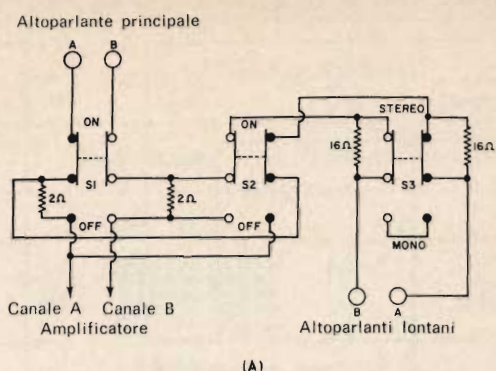 Altoparlante principale
A B
ON
ON
STEREO
16Ω
16Ω
S1
S2
S3
2Ω
2Ω
OFF
OFF
MONO
Canale A Canale B
Amplificatore
B A
Altoparlanti lontani
(A)